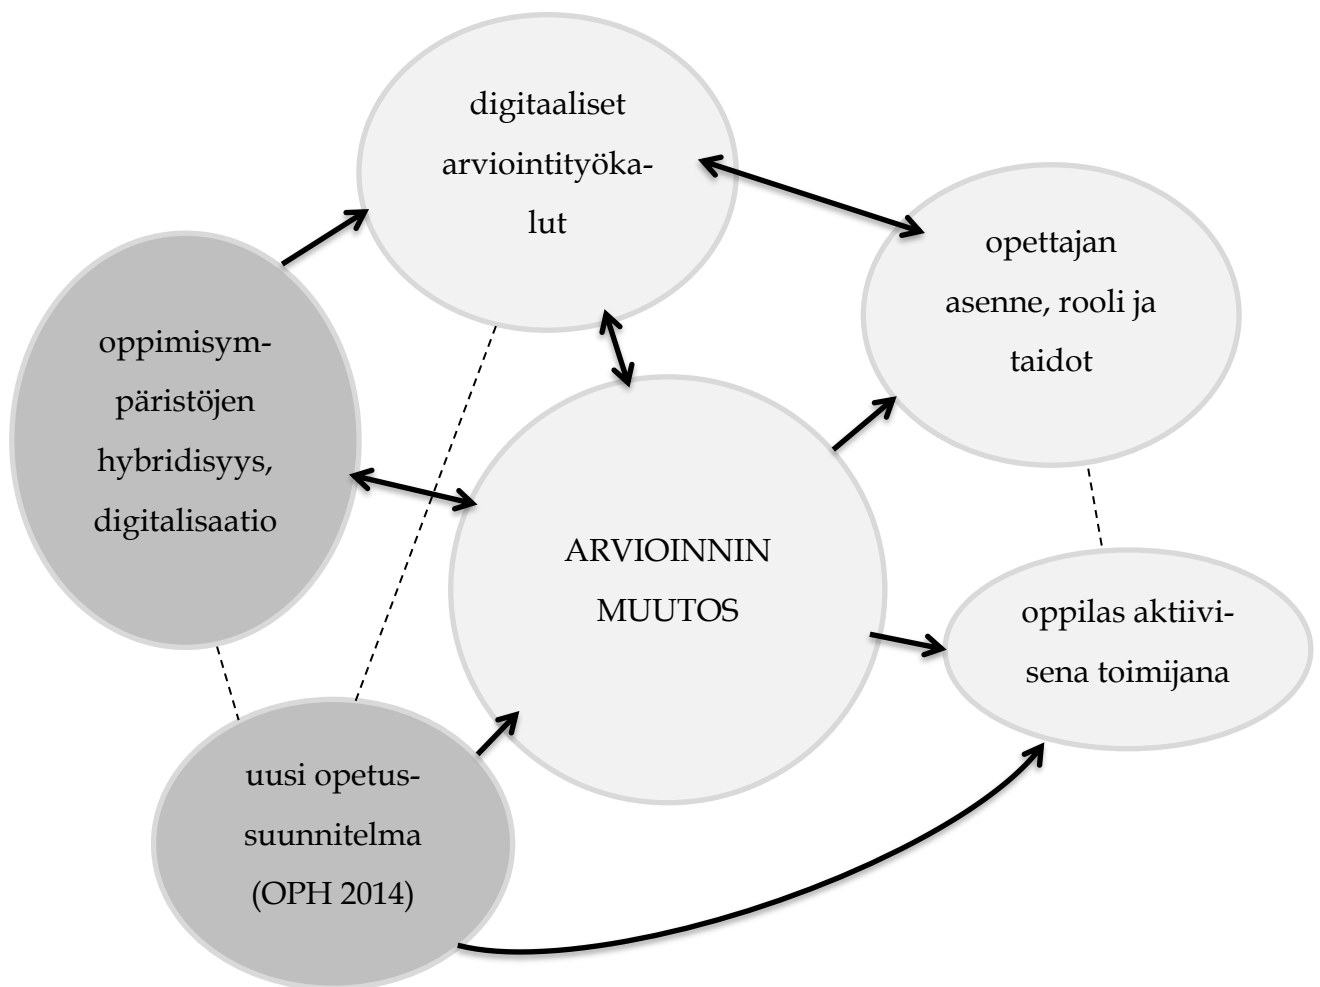 digitaaliset
arviointityöka-
lut
opettajan
asenne, rooli ja
taidot
oppimisym-
päristöjen
hybridisyys,
digitalisaatio
ARVIOINNIN
MUUTOS
oppilas aktiivi-
sena toimijana
uusi opetus-
suunnitelma
(OPH 2014)